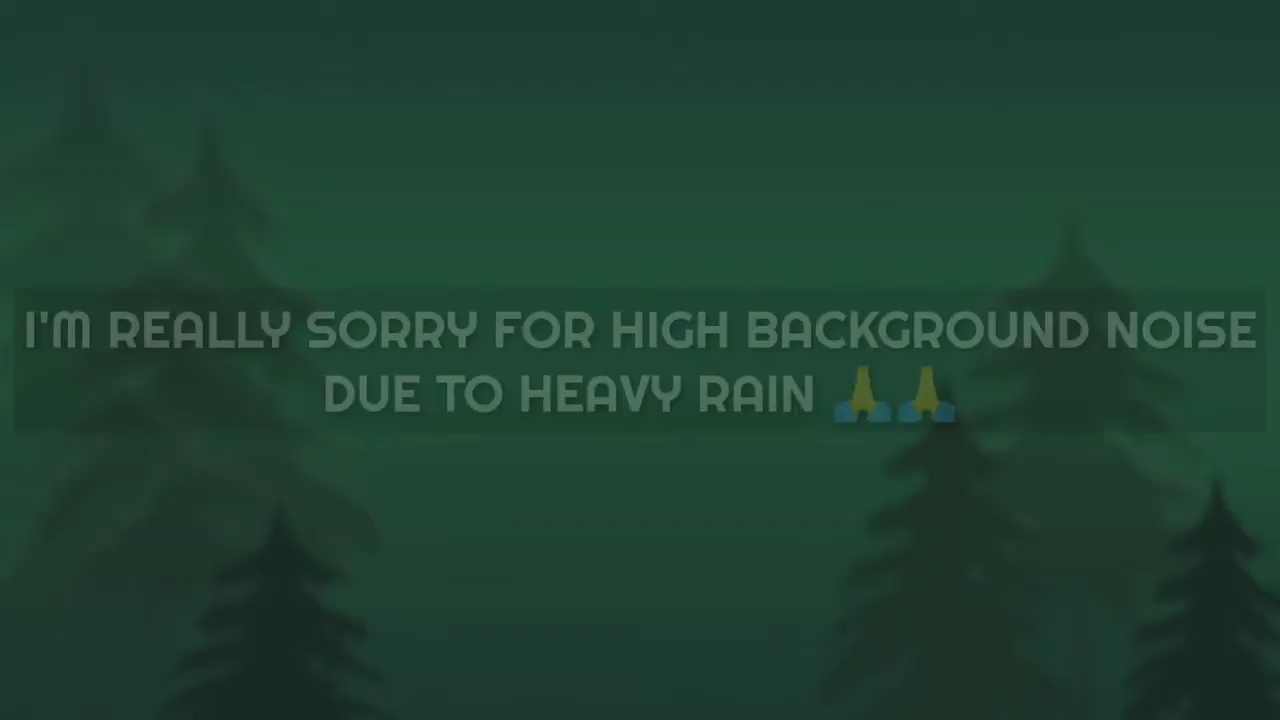 I'M REALLY SORRY FOR HIGH BACKGROUND NOISE
DUE TO HEAVY RAIN 🙏🙏